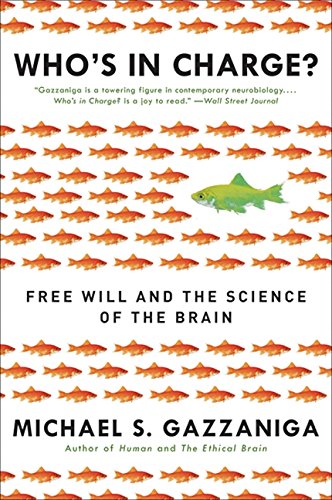 WHO'S IN CHARGE?
"Gazzaniga is a towering figure in contemporary neurobiology....
Who's in Charge? is a joy to read." —Wall Street Journal
FREE WILL AND THE SCIENCE
OF THE BRAIN
MICHAEL S. GAZZANIGA
Author of Human and The Ethical Brain